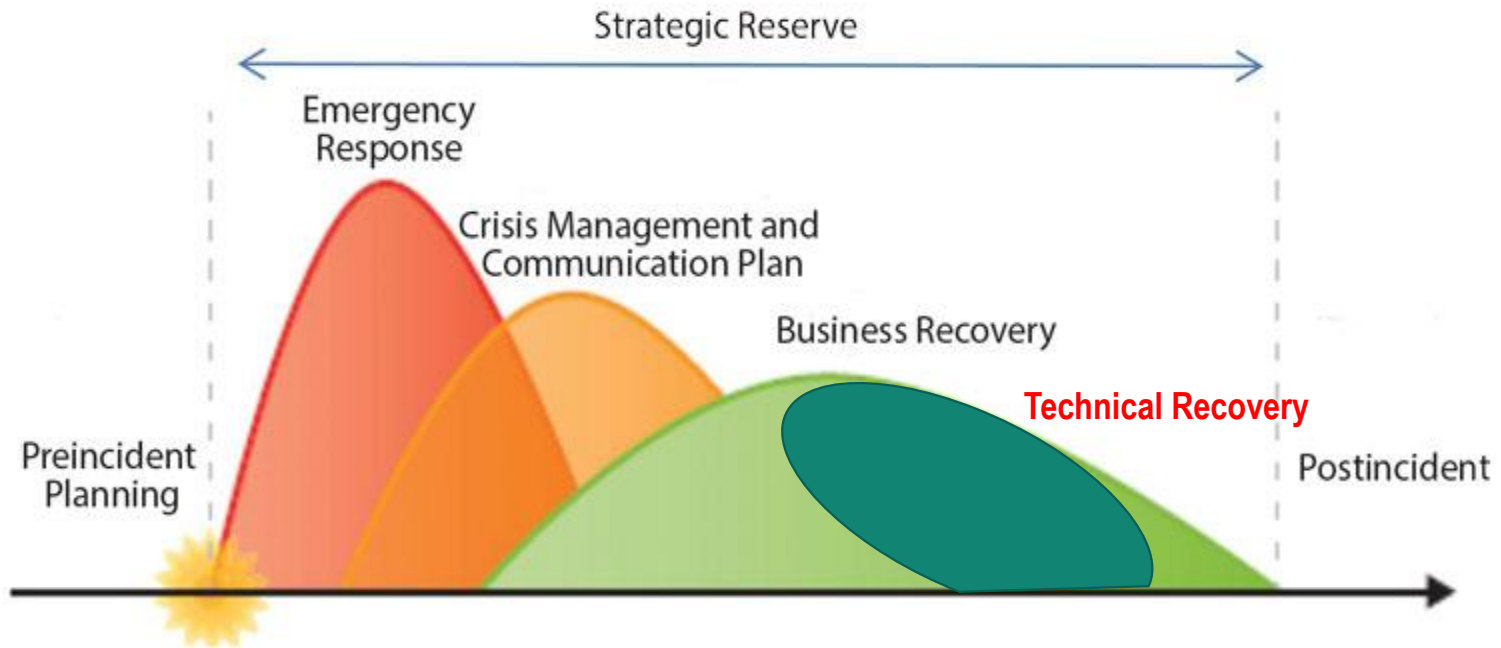 Strategic Reserve
Emergency
Response
Crisis Management and
Communication Plan
Business Recovery
Technical Recovery
Preincident
Planning
Postincident